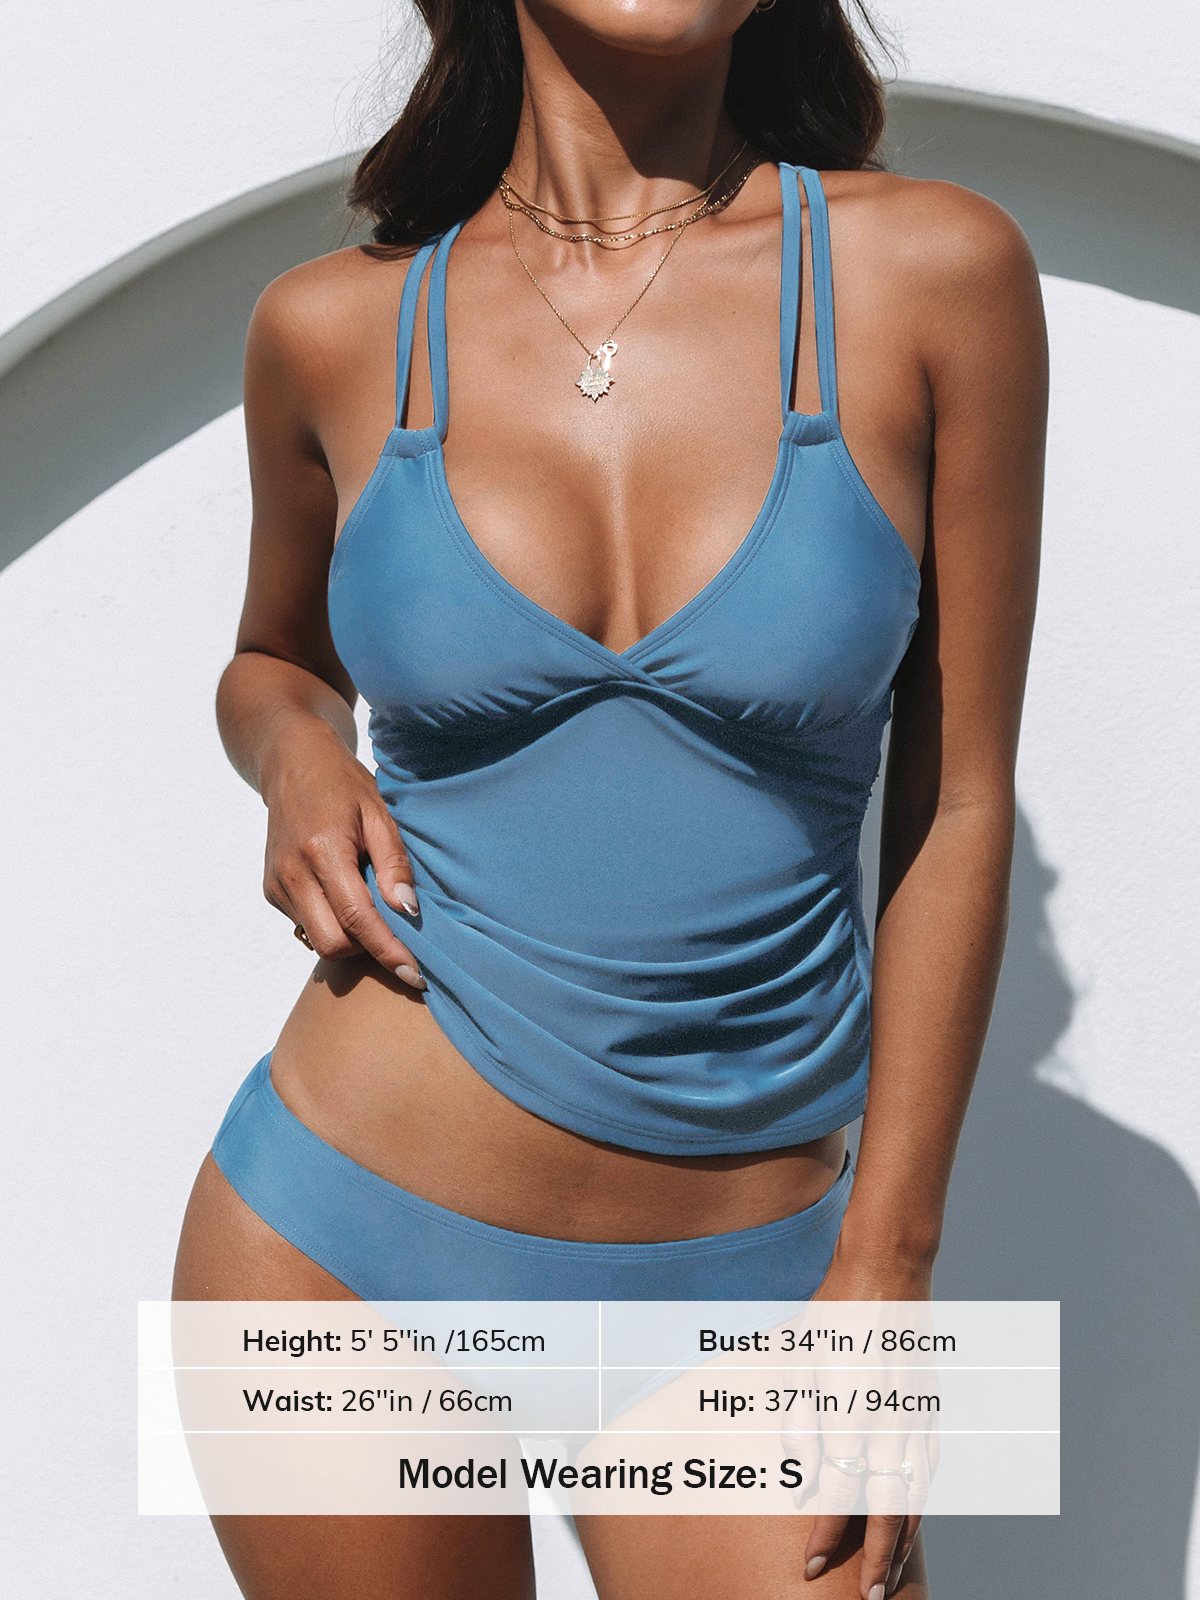 Height: 5' 5''in /165cm Bust: 34''in / 86cm
Waist: 26''in / 66cm Hip: 37''in / 94cm
Model Wearing Size: S